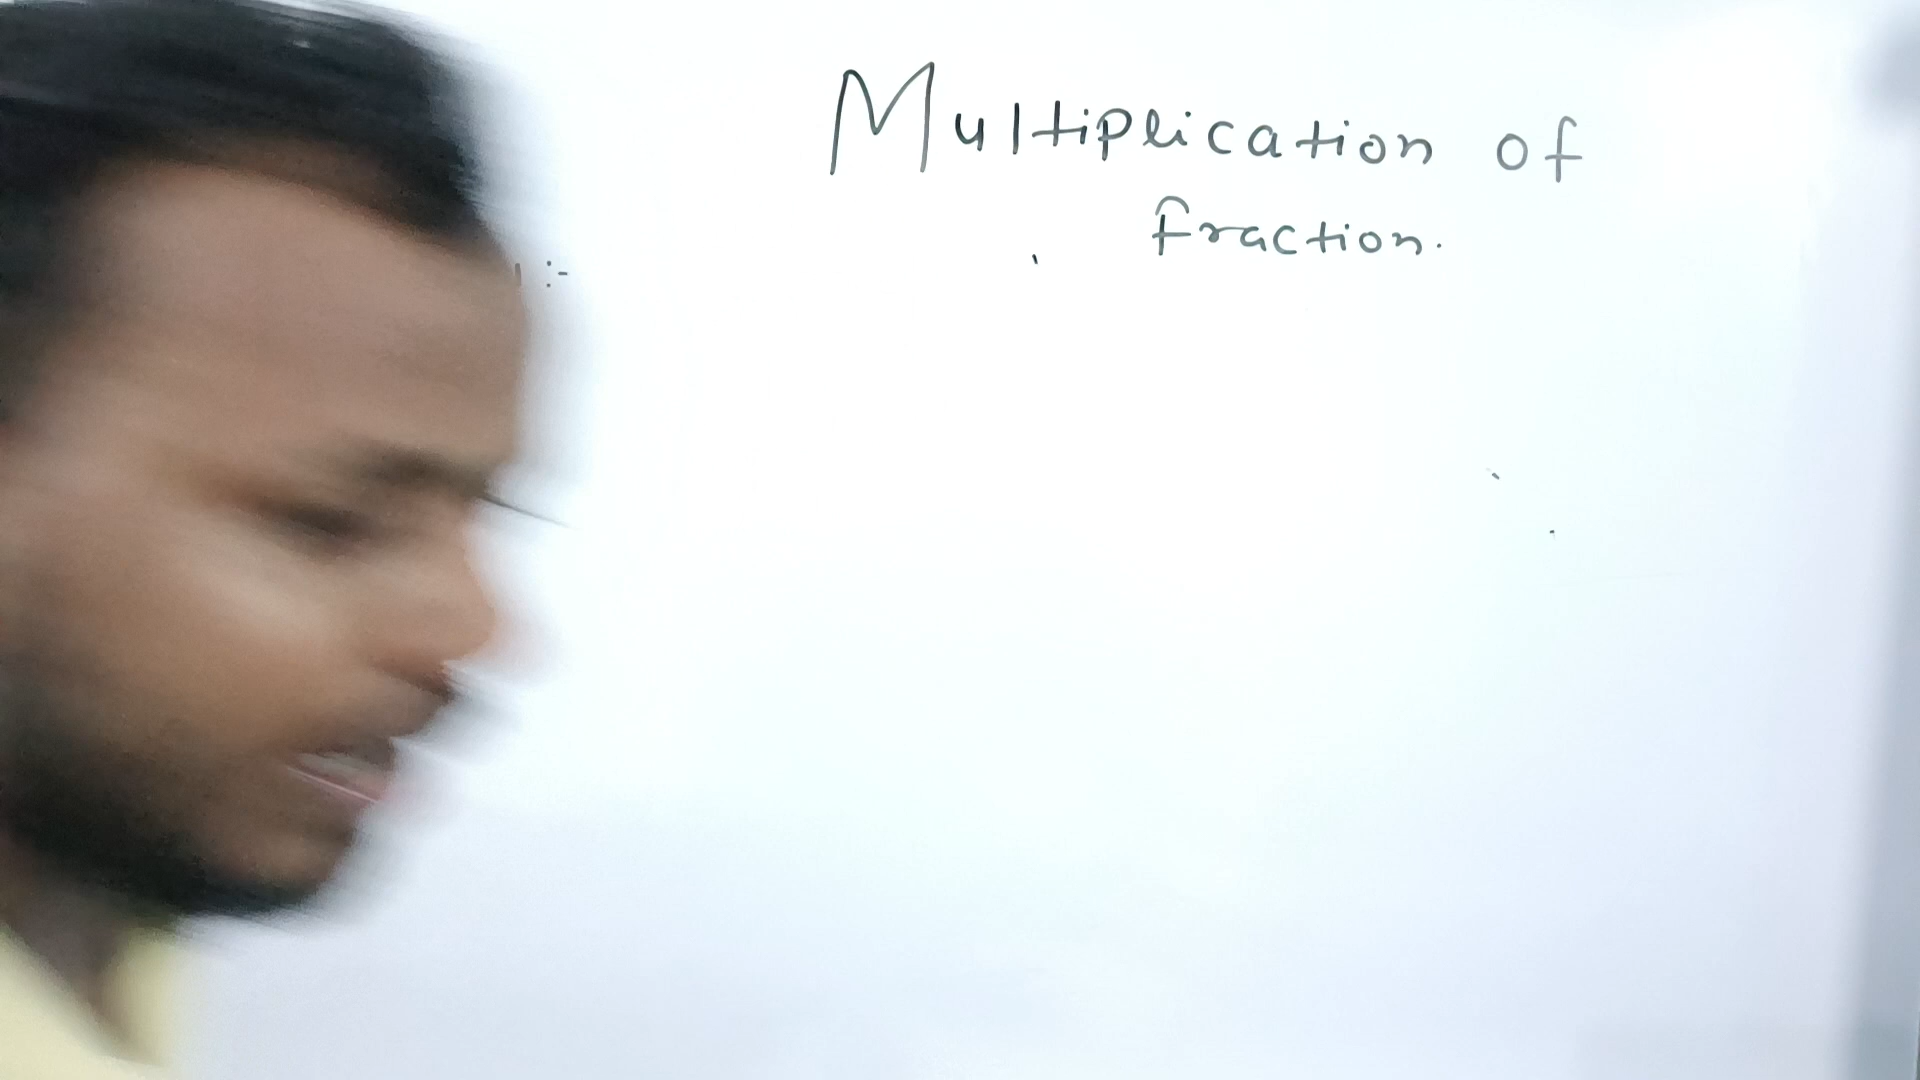 Multiplication of
fraction.
:-